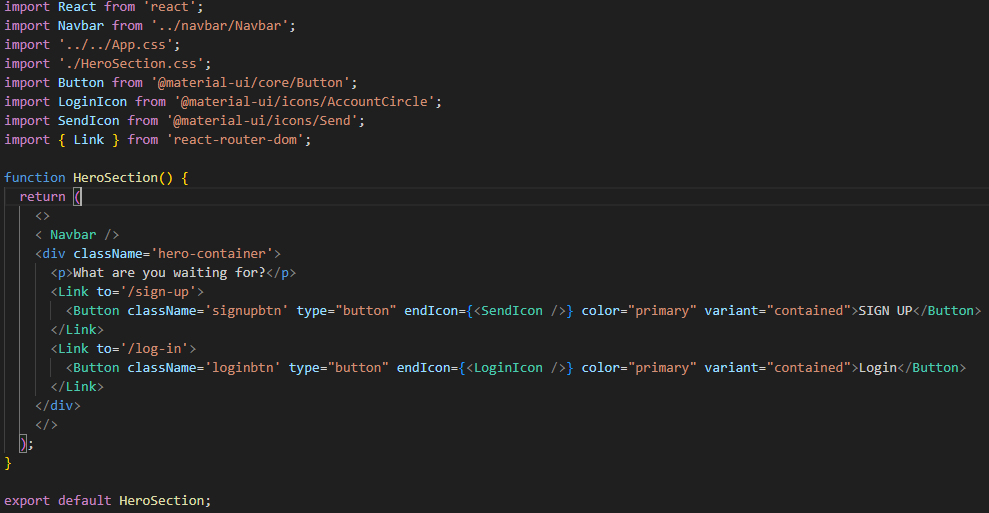 import React from 'react';
import Navbar from '../navbar/Navbar';
import '../../App.css';
import './HeroSection.css';
import Button from '@material-ui/core/Button';
import LoginIcon from '@material-ui/icons/AccountCircle';
import SendIcon from '@material-ui/icons/Send';
import { Link } from 'react-router-dom';

function HeroSection() {
  return (
    <>
    < Navbar />
    <div className='hero-container'>
      <p>What are you waiting for?</p>
      <Link to='/sign-up'>
        <Button className='signupbtn' type="button" endIcon={<SendIcon />} color="primary" variant="contained">SIGN UP</Button>
      </Link>
      <Link to='/log-in'>
        <Button className='loginbtn' type="button" endIcon={<LoginIcon />} color="primary" variant="contained">Login</Button>
      </Link>
    </div>
    </>
  );
}

export default HeroSection;